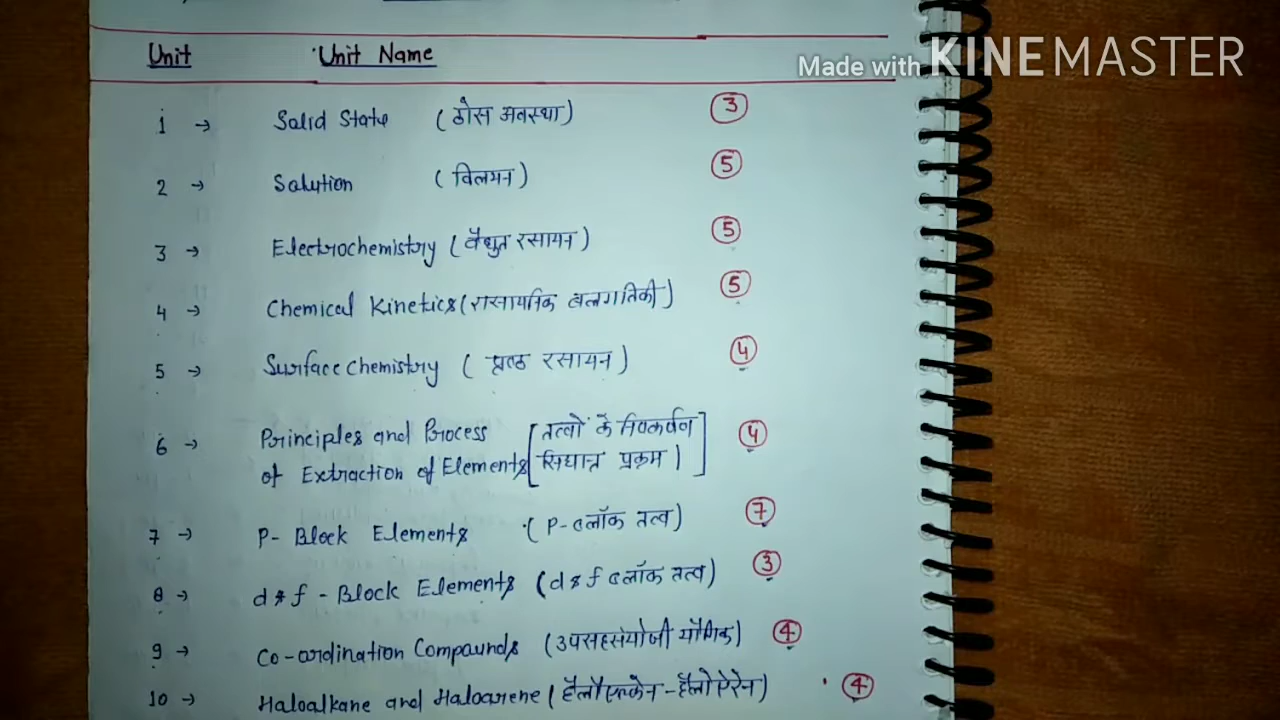 Unit Unit Name
Made with KINEMASTER
1 → Solid State (ठोस अवस्था) 3
2 → Solution (विलयन) 5
3 → Electrochemistry (वैधुत रसायन) 5
4 → Chemical Kinetics (रासायनिक बलगतिकी) 5
5 → Surface Chemistry (प्रष्ठ रसायन) 4
6 → Principles and Process [तत्वों के निष्कर्षण 4
of Extraction of Elements सिधान्त प्रक्रम।]
7 → P- Block Elements (P-ब्लॉक तत्व) 7
8 → d & f - Block Elements (d & f ब्लॉक तत्व) 3
9 → Co-ordination Compounds (उपसहसंयोजी यौगिक) 4
10 → Haloalkane and Haloarene (हैलोएल्केन - हैलोऐरेन) 4